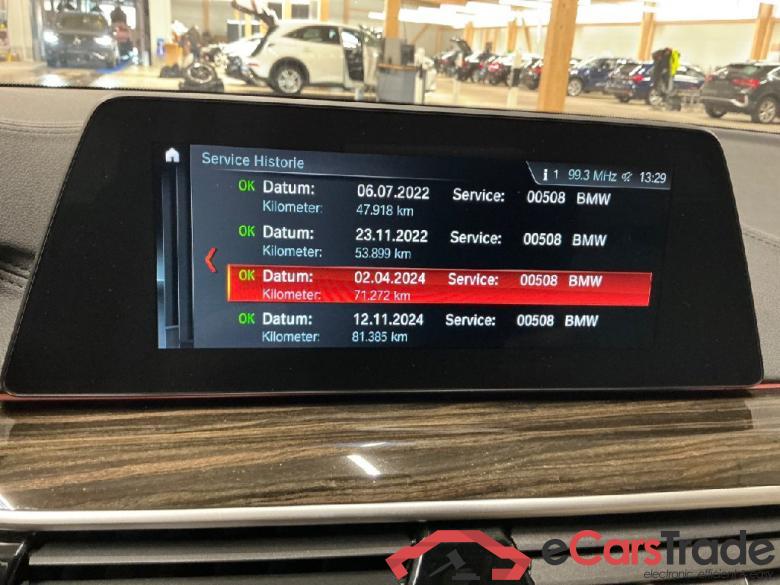 Service Historie
1 99.3 MHz 13:29
OK Datum: 06.07.2022 Service: 00508 BMW
Kilometer: 47.918 km
OK Datum: 23.11.2022 Service: 00508 BMW
Kilometer: 53.899 km
OK Datum: 02.04.2024 Service: 00508 BMW
Kilometer: 71.272 km
OK Datum: 12.11.2024 Service: 00508 BMW
Kilometer: 81.385 km
eCarsTrade